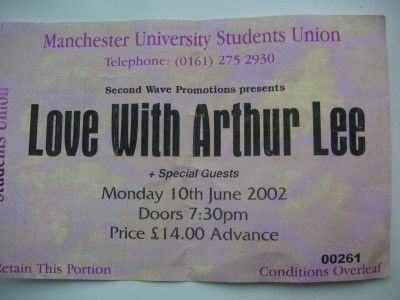 Manchester University Students Union
Telephone: (0161) 275 2930
Second Wave Promotions presents
Love With Arthur Lee
+ Special Guests
Monday 10th June 2002
Doors 7:30pm
Price £14.00 Advance
00261
Retain This Portion
Conditions Overleaf
Students Union